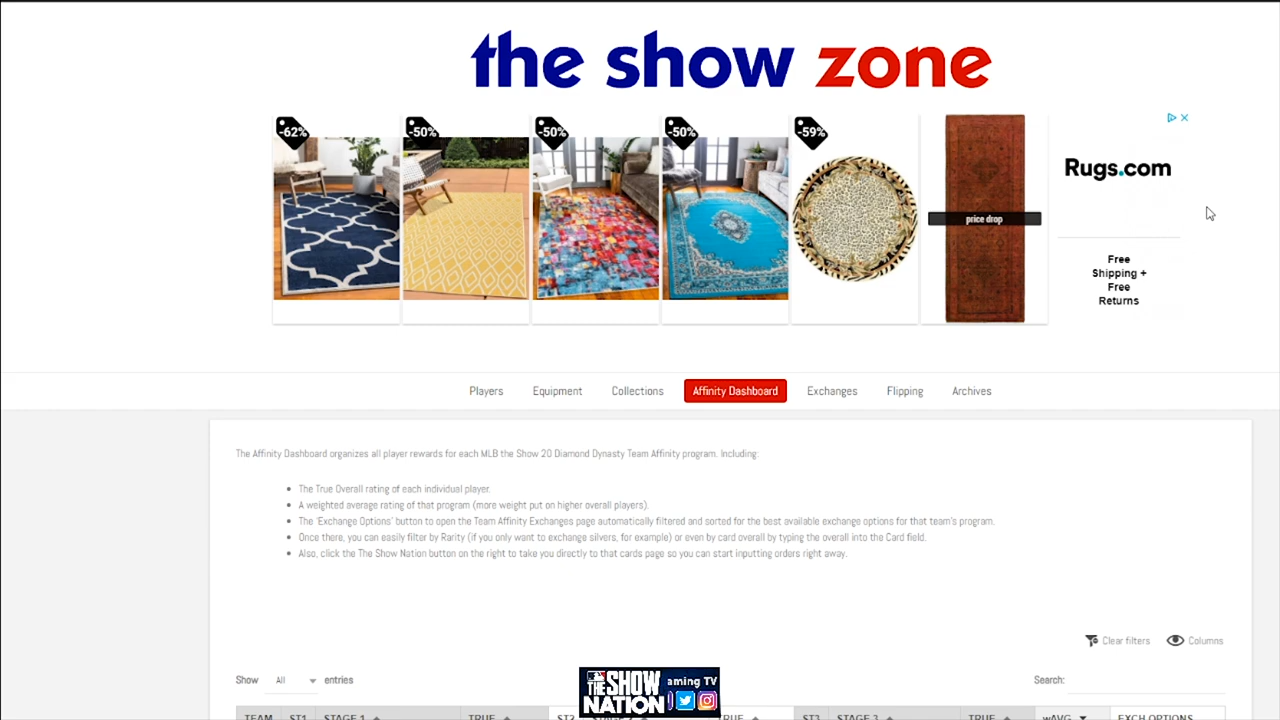 the show zone
-62%
-50%
-50%
-50%
-59%
price drop
Rugs.com
Free
Shipping +
Free
Returns
Players Equipment Collections Affinity Dashboard Exchanges Flipping Archives
The Affinity Dashboard organizes all player rewards for each MLB the Show 20 Diamond Dynasty Team Affinity program. Including:
The True Overall rating of each individual player.
A weighted average rating of that program (more weight put on higher overall players).
The 'Exchange Options' button to open the Team Affinity Exchanges page automatically filtered and sorted for the best available exchange options for that team's program.
Once there, you can easily filter by Rarity (if you only want to exchange silvers, for example) or even by card overall by typing the overall into the Card field.
Also, click the The Show Nation button on the right to take you directly to that cards page so you can start inputting orders right away.
Clear filters Columns
Show All entries Search:
THE SHOW NATION
aming TV
TEAM ST1 STAGE 1 TRUE ST3 STAGE 3 TRUE wAVG EXCH OPTIONS